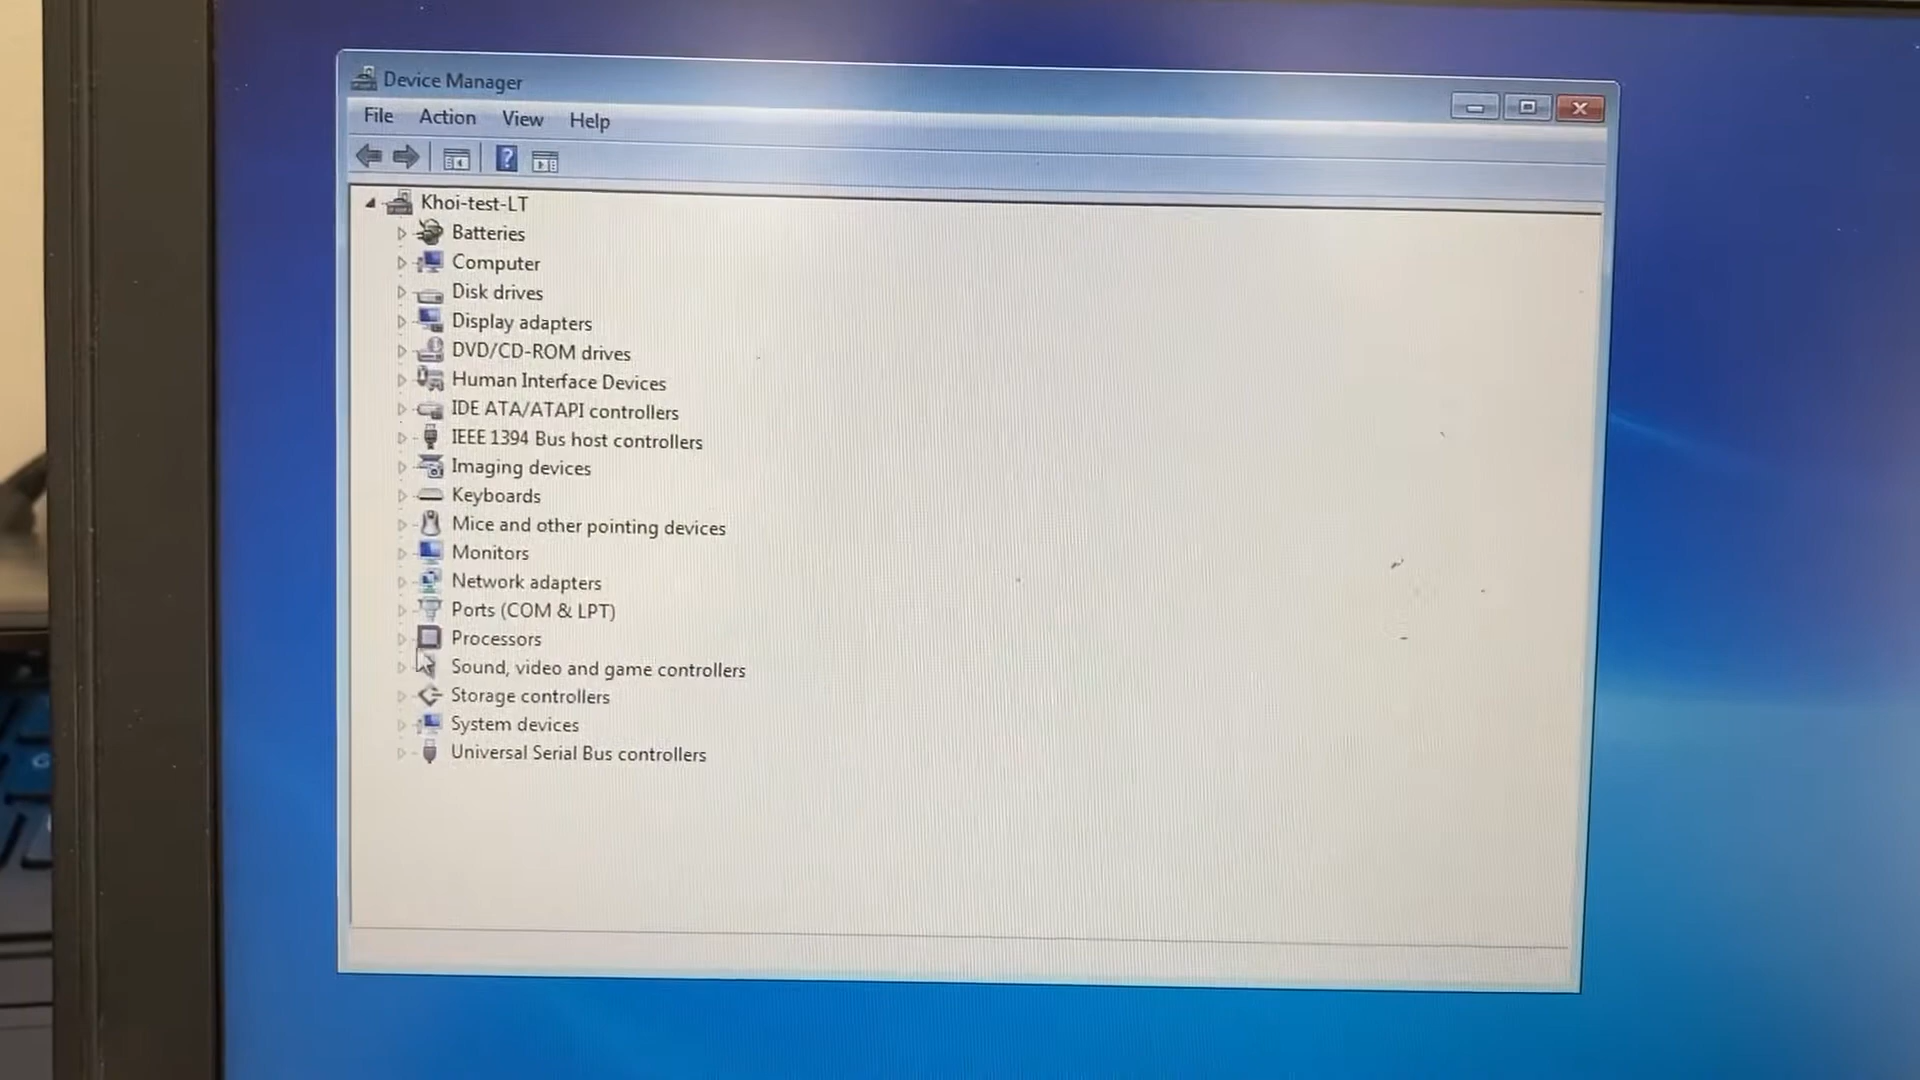 Device Manager
File Action View Help
Khoi-test-LT
Batteries
Computer
Disk drives
Display adapters
DVD/CD-ROM drives
Human Interface Devices
IDE ATA/ATAPI controllers
IEEE 1394 Bus host controllers
Imaging devices
Keyboards
Mice and other pointing devices
Monitors
Network adapters
Ports (COM & LPT)
Processors
Sound, video and game controllers
Storage controllers
System devices
Universal Serial Bus controllers